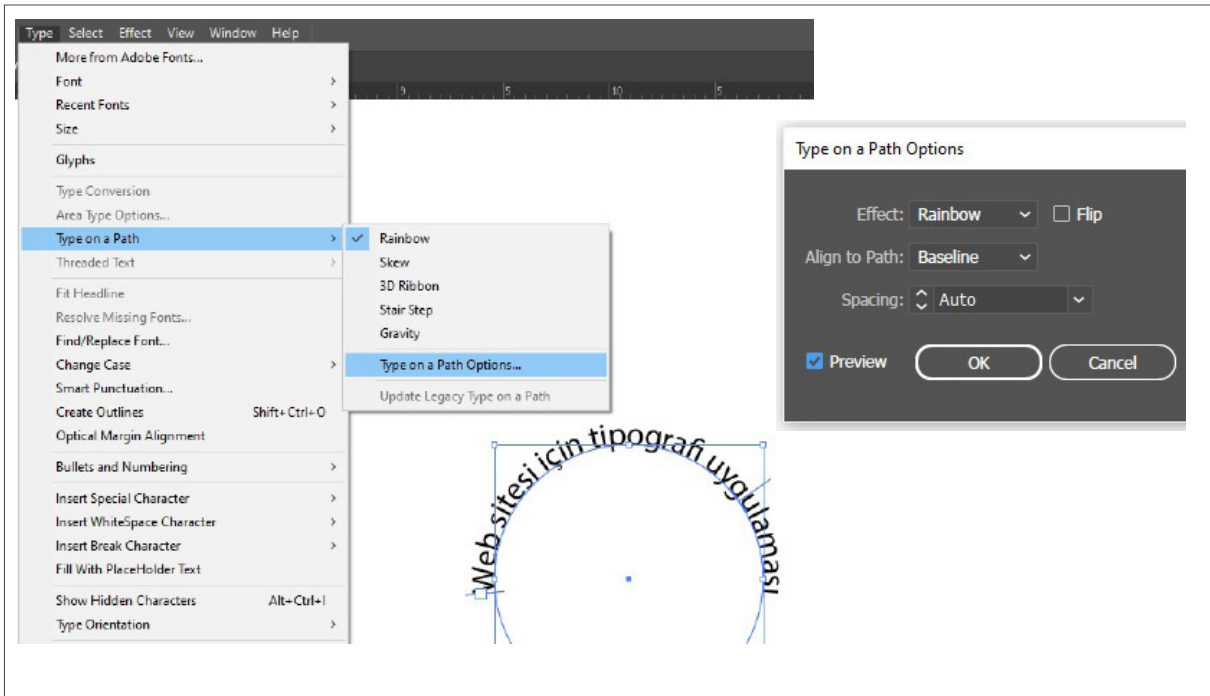 Type Select Effect View Window Help
More from Adobe Fonts...
Font
Recent Fonts
Size
Glyphs
Type Conversion
Area Type Options...
Type on a Path
Threaded Text
Fit Headline
Resolve Missing Fonts...
Find/Replace Font...
Change Case
Smart Punctuation...
Create Outlines Shift+Ctrl+O
Optical Margin Alignment
Bullets and Numbering
Insert Special Character
Insert WhiteSpace Character
Insert Break Character
Fill With PlaceHolder Text
Show Hidden Characters Alt+Ctrl+I
Type Orientation
9 5 10 5
Rainbow
Skew
3D Ribbon
Stair Step
Gravity
Type on a Path Options...
Update Legacy Type on a Path
Type on a Path Options
Effect: Rainbow Flip
Align to Path: Baseline
Spacing: Auto
Preview OK Cancel
Web sitesi için tipografi uygulaması